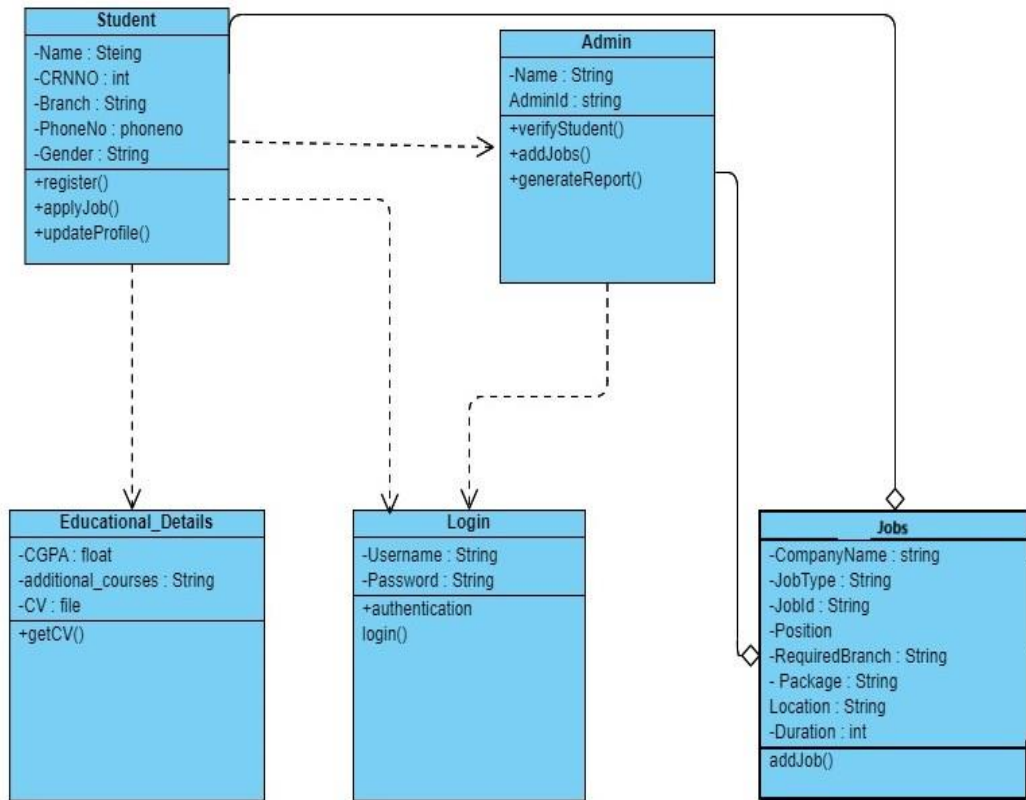 Student
-Name : Steing
-CRNNO : int
-Branch : String
-PhoneNo : phoneno
-Gender : String
+register()
+applyJob()
+updateProfile()
Admin
-Name : String
AdminId : string
+verifyStudent()
+addJobs()
+generateReport()
Educational_Details
-CGPA : float
-additional_courses : String
-CV : file
+getCV()
Login
-Username : String
-Password : String
+authentication
login()
Jobs
-CompanyName : string
-JobType : String
-JobId : String
-Position
-RequiredBranch : String
- Package : String
Location : String
-Duration : int
addJob()